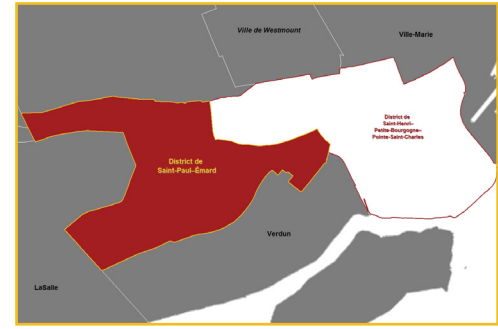 Ville de Westmount
Ville-Marie
District de
Saint-Henri–
Petite-Bourgogne–
Pointe-Saint-Charles
District de
Saint-Paul–Émard
Verdun
LaSalle